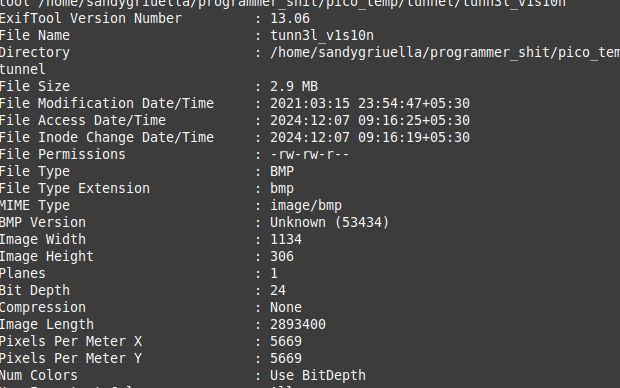 tool /home/sandygriuella/programmer_shit/pico_temp/tunnel/tunn3l_v1s10n
ExifTool Version Number : 13.06
File Name : tunn3l_v1s10n
Directory : /home/sandygriuella/programmer_shit/pico_tem
tunnel
File Size : 2.9 MB
File Modification Date/Time : 2021:03:15 23:54:47+05:30
File Access Date/Time : 2024:12:07 09:16:25+05:30
File Inode Change Date/Time : 2024:12:07 09:16:19+05:30
File Permissions : -rw-rw-r--
File Type : BMP
File Type Extension : bmp
MIME Type : image/bmp
BMP Version : Unknown (53434)
Image Width : 1134
Image Height : 306
Planes : 1
Bit Depth : 24
Compression : None
Image Length : 2893400
Pixels Per Meter X : 5669
Pixels Per Meter Y : 5669
Num Colors : Use BitDepth